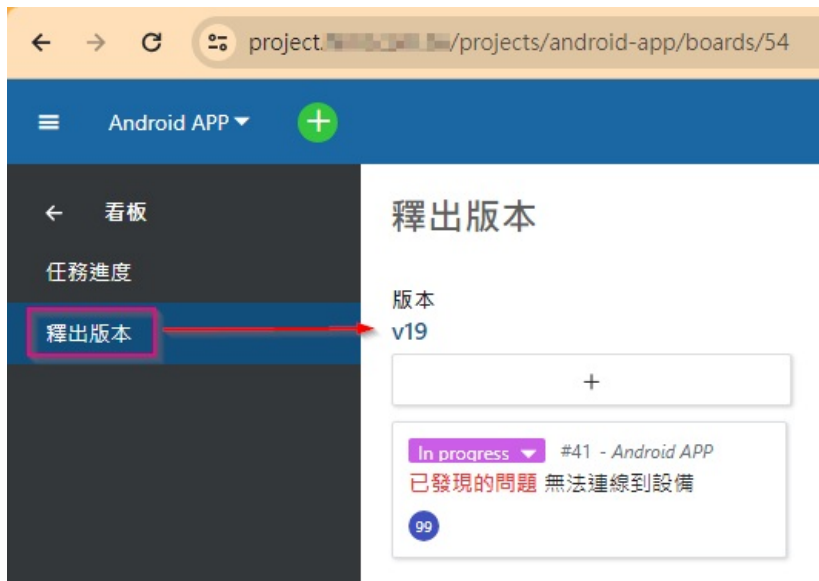 project. /projects/android-app/boards/54
Android APP
看板
任務進度
釋出版本
釋出版本
版本
v19
+
In progress #41 - Android APP
已發現的問題 無法連線到設備
99